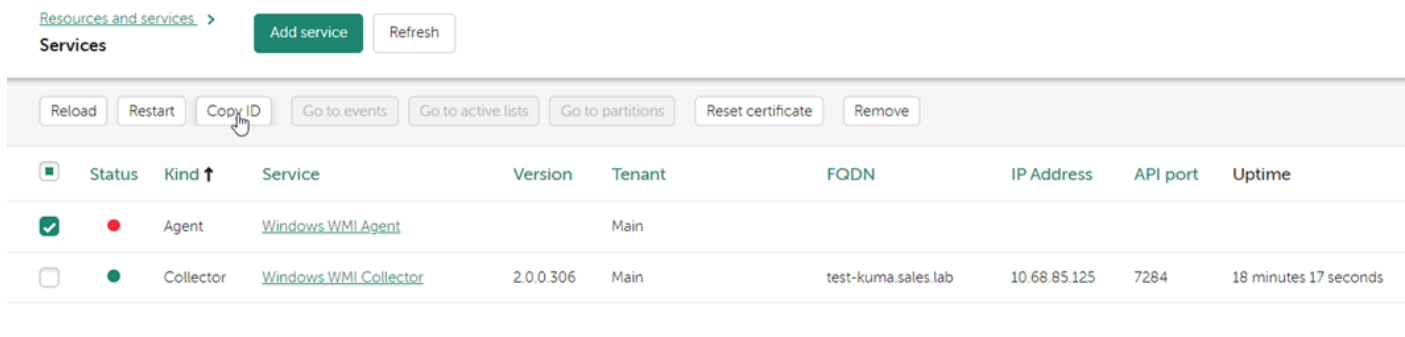 Resources and services >
Services
Add service
Refresh
Reload Restart Copy ID Go to events Go to active lists Go to partitions Reset certificate Remove
Status Kind ↑ Service Version Tenant FQDN IP Address API port Uptime
Agent Windows WMI Agent Main
Collector Windows WMI Collector 2.0.0.306 Main test-kuma.sales.lab 10.68.85.125 7284 18 minutes 17 seconds